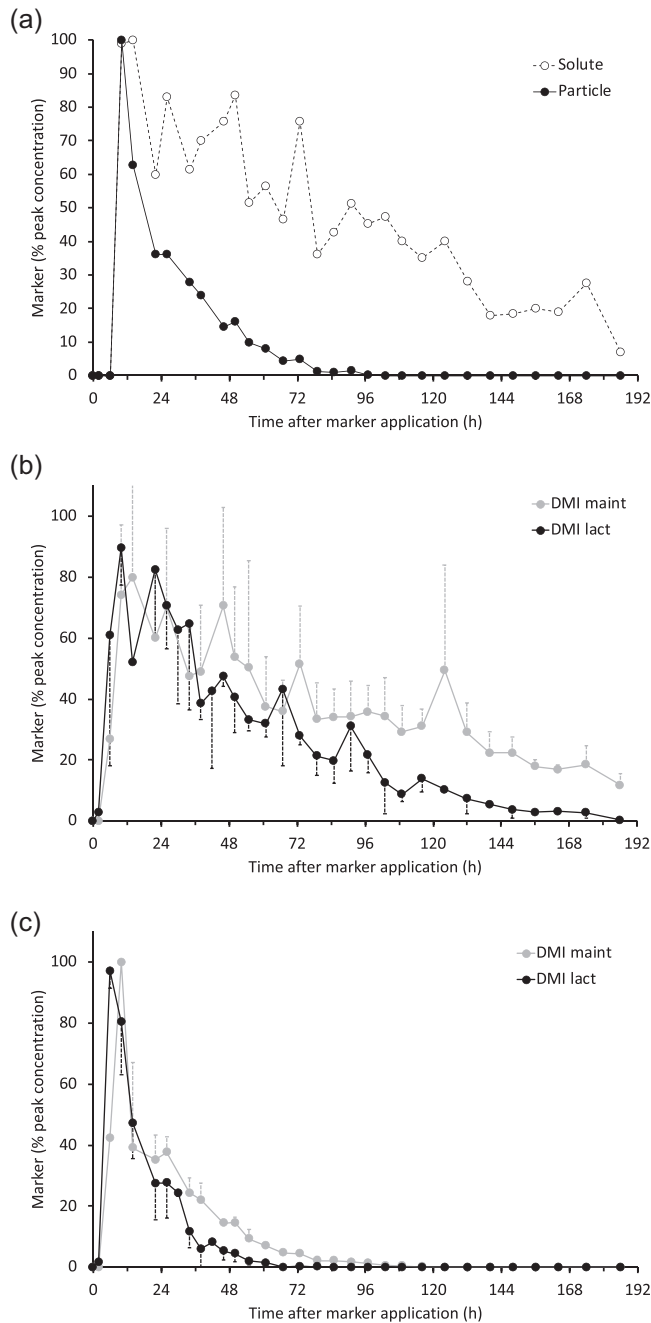 (a)
100
90
80
70
60
50
40
30
20
10
0
Marker (% peak concentration)
Solute
Particle
0 24 48 72 96 120 144 168 192
Time after marker application (h)
(b)
100
80
60
40
20
0
Marker (% peak concentration)
DMI maint
DMI lact
0 24 48 72 96 120 144 168 192
Time after marker application (h)
(c)
100
80
60
40
20
0
Marker (% peak concentration)
DMI maint
DMI lact
0 24 48 72 96 120 144 168 192
Time after marker application (h)